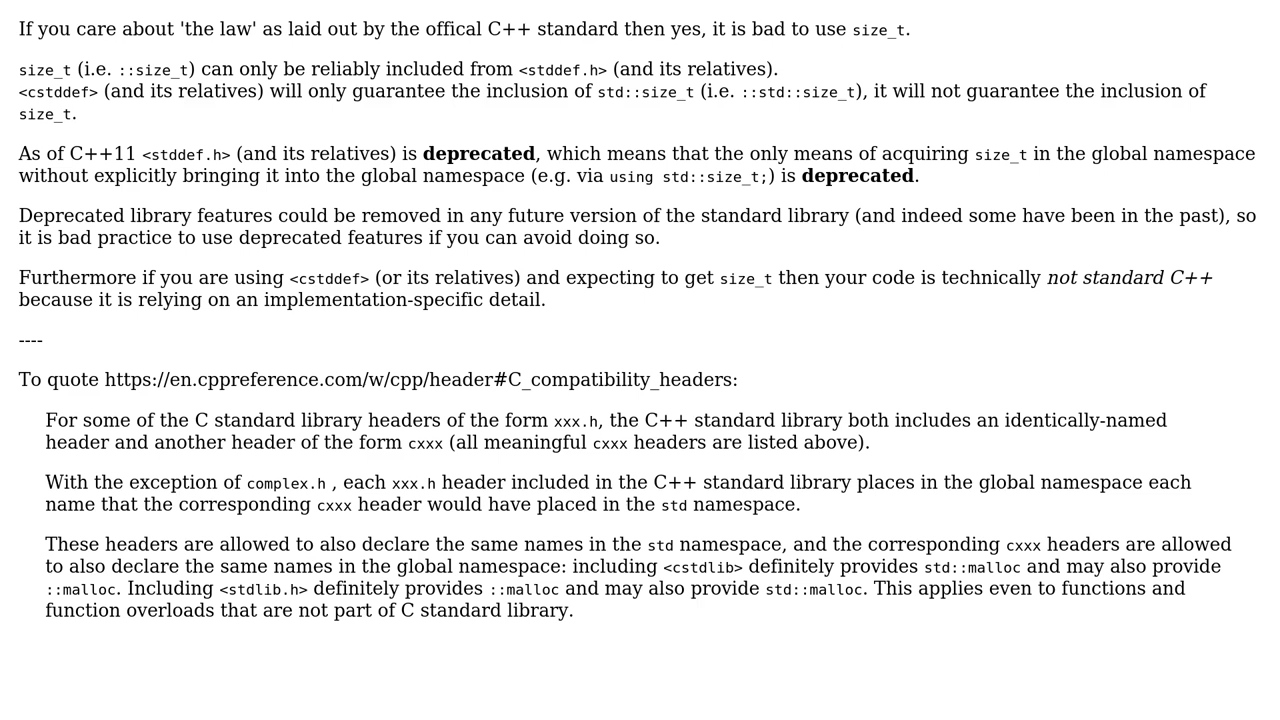 If you care about 'the law' as laid out by the offical C++ standard then yes, it is bad to use size_t.
size_t (i.e. ::size_t) can only be reliably included from <stddef.h> (and its relatives).
<cstddef> (and its relatives) will only guarantee the inclusion of std::size_t (i.e. ::std::size_t), it will not guarantee the inclusion of
size_t.
As of C++11 <stddef.h> (and its relatives) is deprecated, which means that the only means of acquiring size_t in the global namespace
without explicitly bringing it into the global namespace (e.g. via using std::size_t;) is deprecated.
Deprecated library features could be removed in any future version of the standard library (and indeed some have been in the past), so
it is bad practice to use deprecated features if you can avoid doing so.
Furthermore if you are using <cstddef> (or its relatives) and expecting to get size_t then your code is technically not standard C++
because it is relying on an implementation-specific detail.
----
To quote https://en.cppreference.com/w/cpp/header#C_compatibility_headers:
For some of the C standard library headers of the form xxx.h, the C++ standard library both includes an identically-named
header and another header of the form cxxx (all meaningful cxxx headers are listed above).
With the exception of complex.h , each xxx.h header included in the C++ standard library places in the global namespace each
name that the corresponding cxxx header would have placed in the std namespace.
These headers are allowed to also declare the same names in the std namespace, and the corresponding cxxx headers are allowed
to also declare the same names in the global namespace: including <cstdlib> definitely provides std::malloc and may also provide
::malloc. Including <stdlib.h> definitely provides ::malloc and may also provide std::malloc. This applies even to functions and
function overloads that are not part of C standard library.